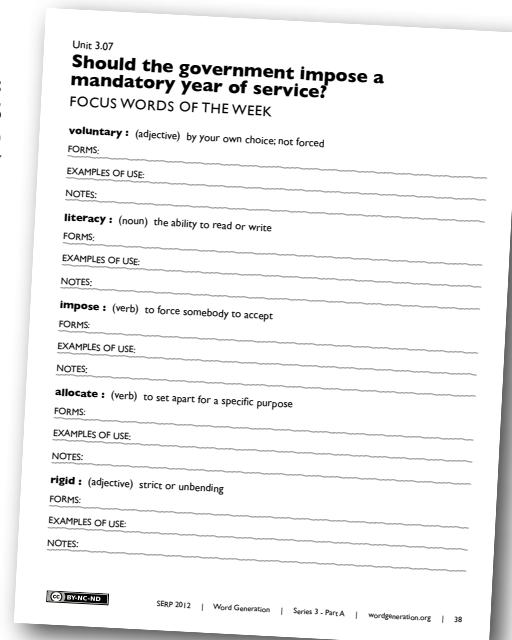 Unit 3.07
Should the government impose a
mandatory year of service?
FOCUS WORDS OF THE WEEK
voluntary : (adjective) by your own choice; not forced
FORMS:
EXAMPLES OF USE:
NOTES:
literacy : (noun) the ability to read or write
FORMS:
EXAMPLES OF USE:
NOTES:
impose : (verb) to force somebody to accept
FORMS:
EXAMPLES OF USE:
NOTES:
allocate : (verb) to set apart for a specific purpose
FORMS:
EXAMPLES OF USE:
NOTES:
rigid : (adjective) strict or unbending
FORMS:
EXAMPLES OF USE:
NOTES:
cc BY-NC-ND
SERP 2012 | Word Generation | Series 3 - Part A | wordgeneration.org | 38